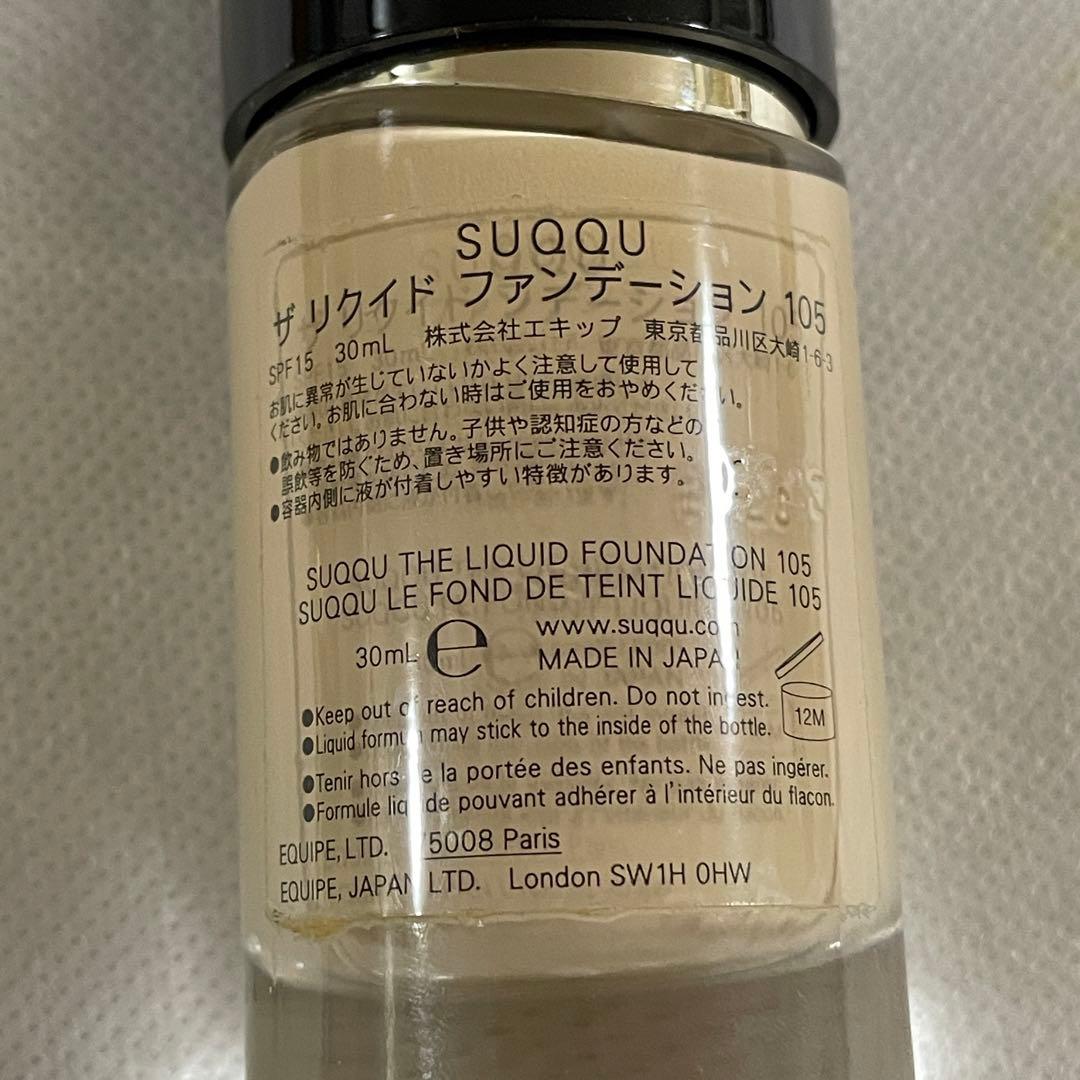 SUQQU
ザ リクイド ファンデーション 105
SPF15 30mL 株式会社エキップ 東京都品川区大崎1-6-3
お肌に異常が生じていないかよく注意して使用して
ください。お肌に合わない時はご使用をおやめください。
●飲み物ではありません。子供や認知症の方などの
誤飲等を防ぐため、置き場所にご注意ください。
●容器内側に液が付着しやすい特徴があります。
SUQQU THE LIQUID FOUNDATION 105
SUQQU LE FOND DE TEINT LIQUIDE 105
30mL e www.suqqu.com
MADE IN JAPAN
12M
●Keep out of reach of children. Do not ingest.
●Liquid formula may stick to the inside of the bottle.
●Tenir hors de la portée des enfants. Ne pas ingérer.
●Formule liquide pouvant adhérer à l'intérieur du flacon.
EQUIPE, LTD. 75008 Paris
EQUIPE, JAPAN LTD. London SW1H 0HW